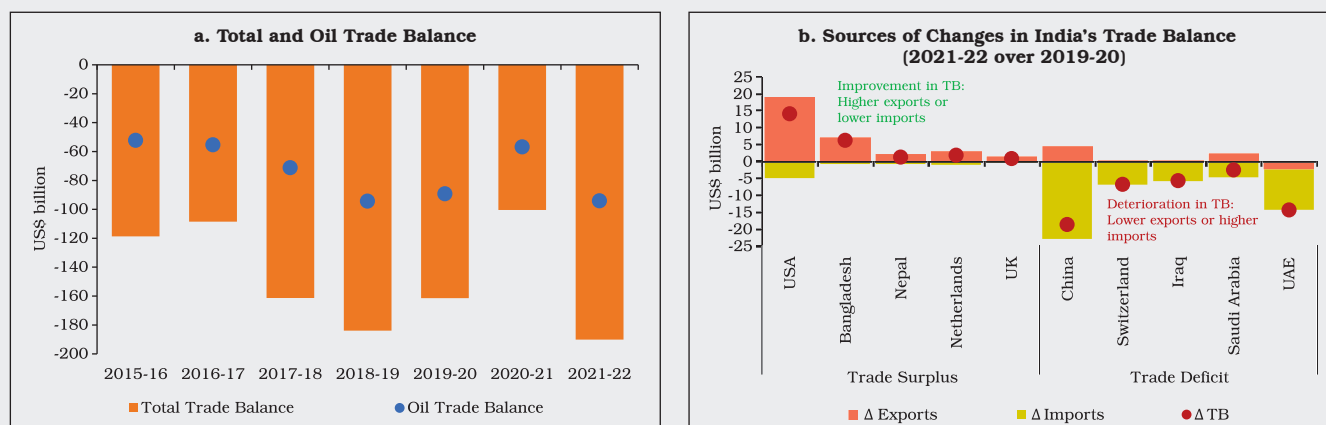 a. Total and Oil Trade Balance
US$ billion
0
-20
-40
-60
-80
-100
-120
-140
-160
-180
-200
2015-16 2016-17 2017-18 2018-19 2019-20 2020-21 2021-22
Total Trade Balance Oil Trade Balance
b. Sources of Changes in India's Trade Balance
(2021-22 over 2019-20)
US$ billion
25
20
15
10
5
0
-5
-10
-15
-20
-25
Improvement in TB:
Higher exports or
lower imports
Deterioration in TB:
Lower exports or higher
imports
USA
Bangladesh
Nepal
Netherlands
UK
China
Switzerland
Iraq
Saudi Arabia
UAE
Trade Surplus Trade Deficit
Δ Exports Δ Imports Δ TB